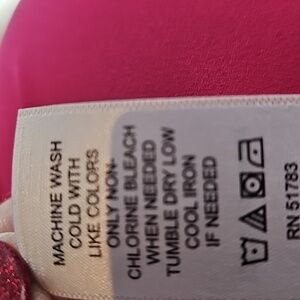 MACHINE WASH
COLD WITH
LIKE COLORS
ONLY NON-
CHLORINE BLEACH
WHEN NEEDED
TUMBLE DRY LOW
COOL IRON
IF NEEDED
RN 51783